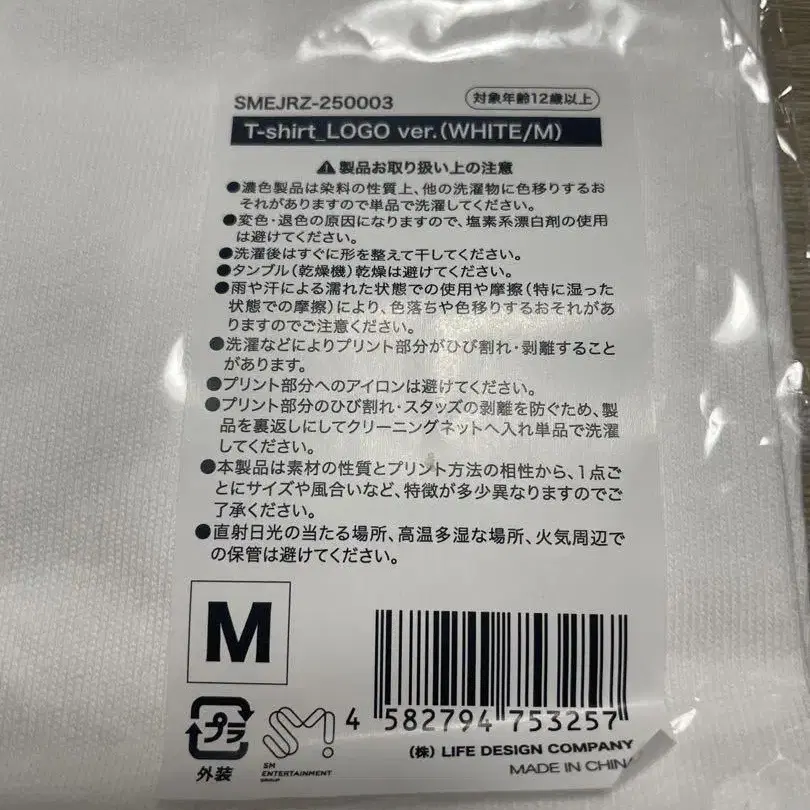 SMEJRZ-250003
対象年齢12歳以上
T-shirt_LOGO ver.(WHITE/M)
⚠製品お取り扱い上の注意
●濃色製品は染料の性質上、他の洗濯物に色移りするお
それがありますので単品で洗濯してください。
●変色・退色の原因になりますので、塩素系漂白剤の使用
は避けてください。
●洗濯後はすぐに形を整えて干してください。
●タンブル(乾燥機)乾燥は避けてください。
●雨や汗による濡れた状態での使用や摩擦(特に湿った
状態での摩擦)により、色落ちや色移りするおそれがあ
りますのでご注意ください。
●洗濯などによりプリント部分がひび割れ・剥離すること
があります。
●プリント部分へのアイロンは避けてください。
●プリント部分のひび割れ・スタッズの剥離を防ぐため、製
品を裏返しにしてクリーニングネットへ入れ単品で洗濯
してください。
●本製品は素材の性質とプリント方法の相性から、1点ご
とにサイズや風合いなど、特徴が多少異なりますのでご
了承ください。
●直射日光の当たる場所、高温多湿な場所、火気周辺で
の保管は避けてください。
M
プラ
外装
SM
ENTERTAINMENT
GROUP
4 582794 753257
(株) LIFE DESIGN COMPANY
MADE IN CHINA